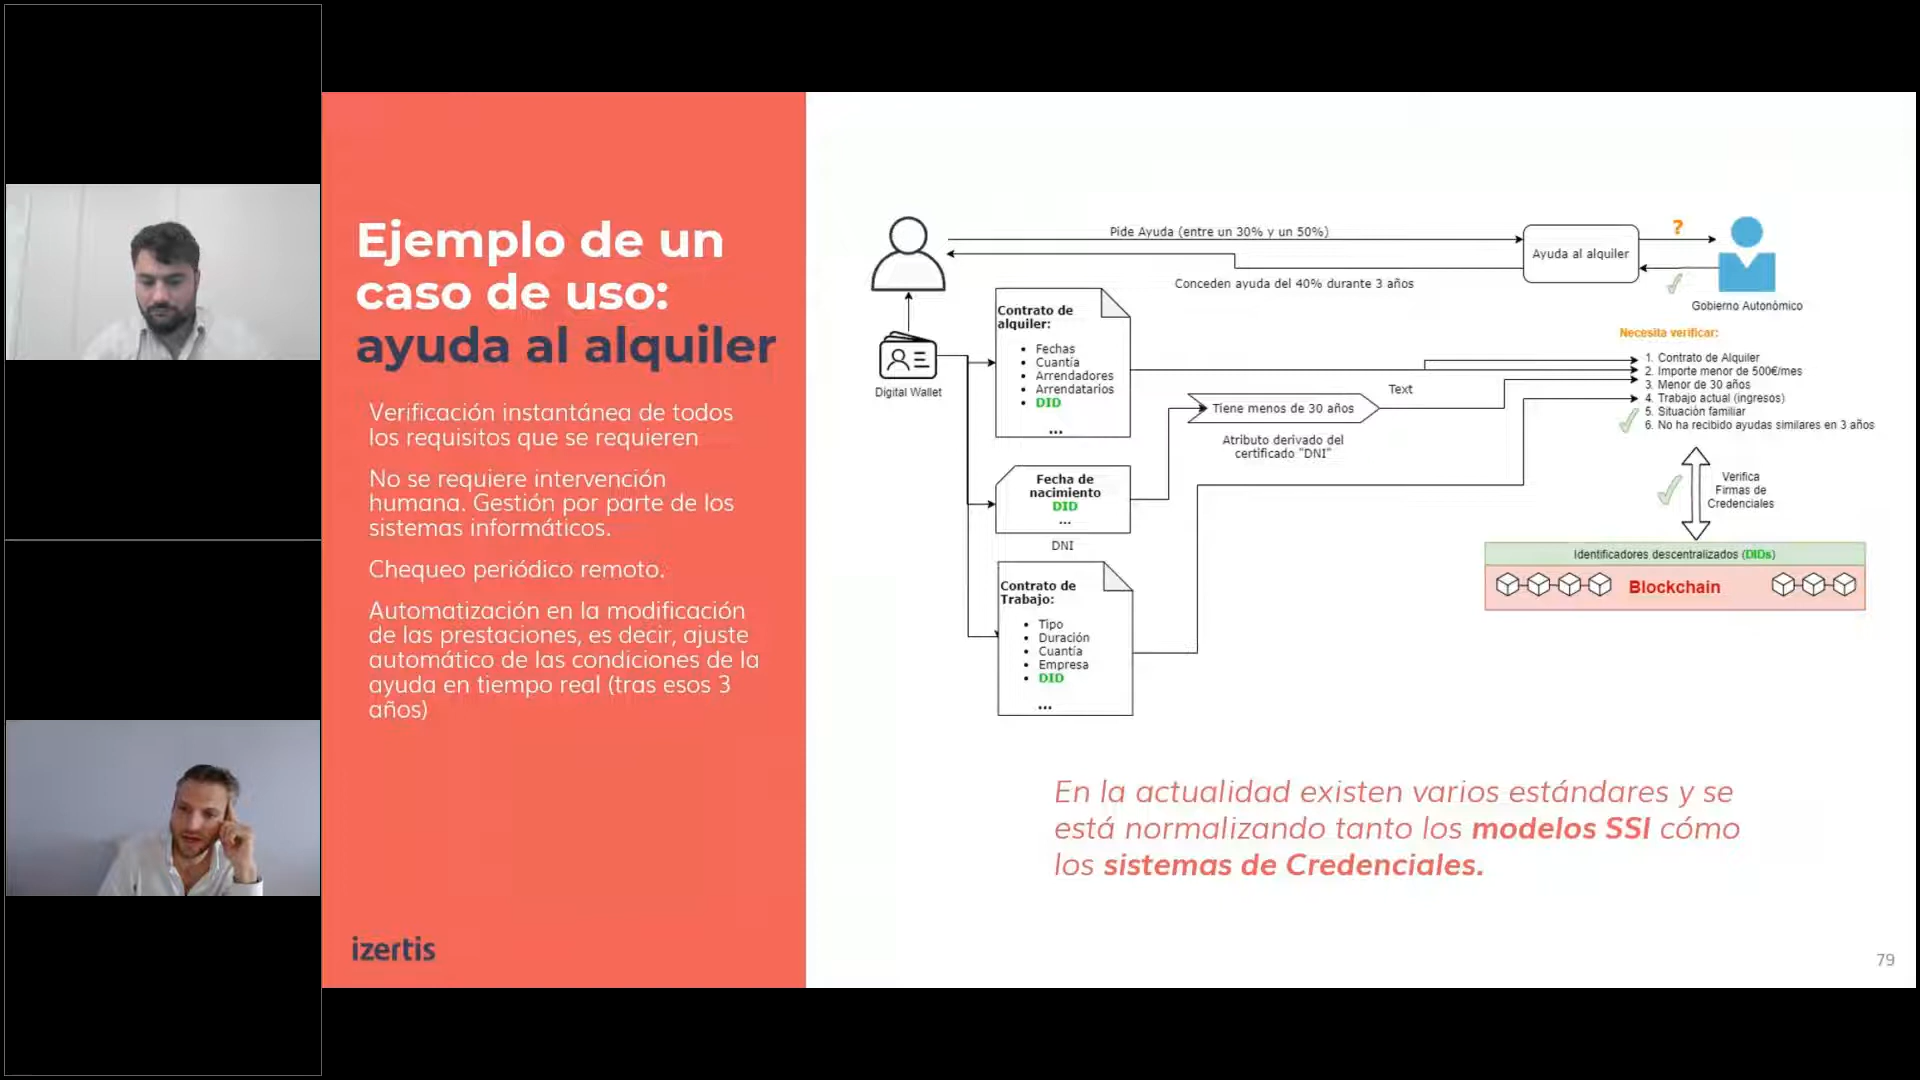 Ejemplo de un
caso de uso:
ayuda al alquiler
Verificación instantánea de todos
los requisitos que se requieren
No se requiere intervención
humana. Gestión por parte de los
sistemas informáticos.
Chequeo periódico remoto.
Automatización en la modificación
de las prestaciones, es decir, ajuste
automático de las condiciones de la
ayuda en tiempo real (tras esos 3
años)
izertis
Pide Ayuda (entre un 30% y un 50%)
Conceden ayuda del 40% durante 3 años
Ayuda al alquiler
?
Gobierno Autonómico
Digital Wallet
Contrato de
alquiler:
• Fechas
• Cuantía
• Arrendadores
• Arrendatarios
• DID
...
Tiene menos de 30 años
Atributo derivado del
certificado "DNI"
Text
Fecha de
nacimiento
DID
...
DNI
Contrato de
Trabajo:
• Tipo
• Duración
• Cuantía
• Empresa
• DID
...
Necesita verificar:
1. Contrato de Alquiler
2. Importe menor de 500€/mes
3. Menor de 30 años
4. Trabajo actual (ingresos)
5. Situación familiar
6. No ha recibido ayudas similares en 3 años
Verifica
Firmas de
Credenciales
Identificadores descentralizados (DIDs)
Blockchain
En la actualidad existen varios estándares y se
está normalizando tanto los modelos SSI cómo
los sistemas de Credenciales.
79